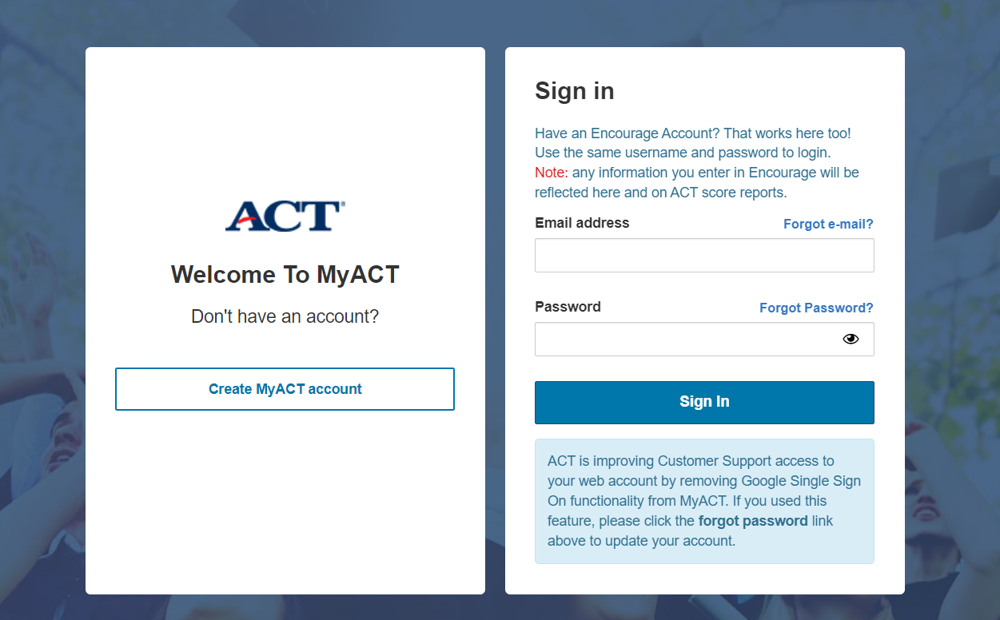 ACT®
Welcome To MyACT
Don't have an account?
Create MyACT account
Sign in
Have an Encourage Account? That works here too!
Use the same username and password to login.
Note: any information you enter in Encourage will be
reflected here and on ACT score reports.
Email address
Forgot e-mail?
Password
Forgot Password?
Sign In
ACT is improving Customer Support access to
your web account by removing Google Single Sign
On functionality from MyACT. If you used this
feature, please click the forgot password link
above to update your account.